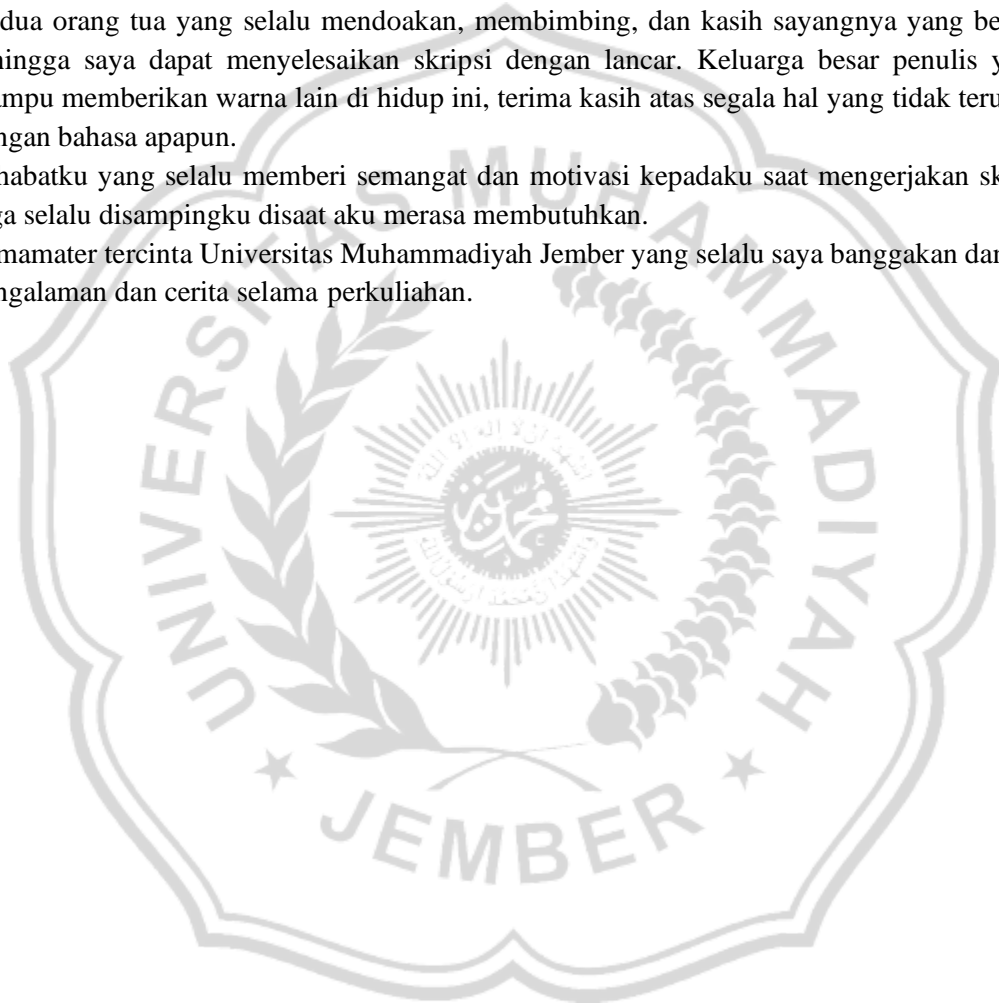 dua orang tua yang selalu mendoakan, membimbing, dan kasih sayangnya yang be
hingga saya dapat menyelesaikan skripsi dengan lancar. Keluarga besar penulis y
ampu memberikan warna lain di hidup ini, terima kasih atas segala hal yang tidak teru
ngan bahasa apapun.
habatku yang selalu memberi semangat dan motivasi kepadaku saat mengerjakan sk
ga selalu disampingku disaat aku merasa membutuhkan.
mamater tercinta Universitas Muhammadiyah Jember yang selalu saya banggakan dar
ngalaman dan cerita selama perkuliahan.
UNIVERSITAS MUHAMMADIYAH
JEMBER